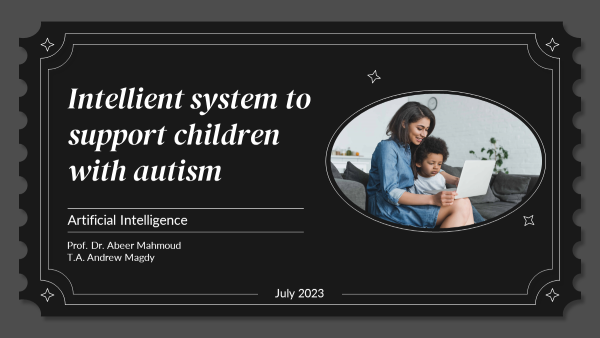 Intellient system to
support children
with autism
Artificial Intelligence
Prof. Dr. Abeer Mahmoud
T.A. Andrew Magdy
July 2023